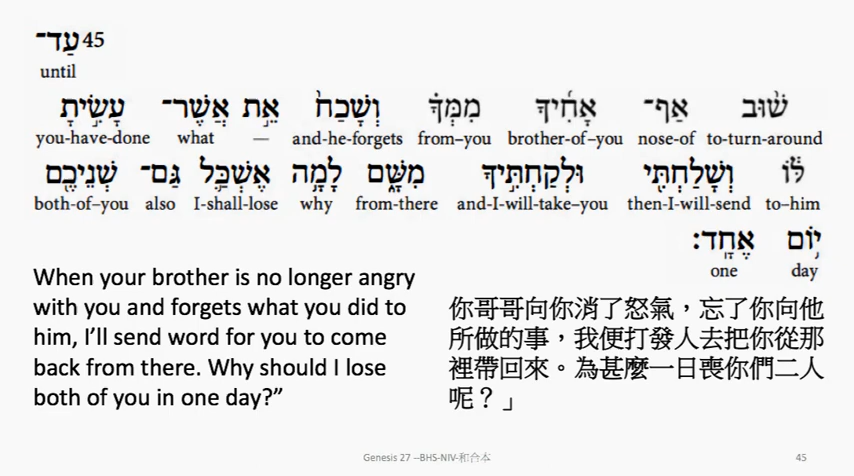 45 עַד־
until
שׁ֨וּב אַף־ אָחִ֜יךָ מִמְּךָ֗ וְשָׁכַח֙ אֵ֣ת אֲשֶׁר־ עָשִׂ֣יתָ
you-have-done what — and-he-forgets from–you brother-of–you nose-of to-turn-around
לּ֔וֹ וְשָׁלַחְתִּ֖י וּלְקַחְתִּ֣יךָ מִשָּׁ֑ם לָמָ֥ה אֶשְׁכַּ֛ל גַּם־ שְׁנֵיכֶ֖ם
both-of–you also I-shall-lose why from-there and-I-will-take–you then-I-will-send to–him
י֥וֹם אֶחָֽד׃
one day
When your brother is no longer angry
with you and forgets what you did to
him, I’ll send word for you to come
back from there. Why should I lose
both of you in one day?”
你哥哥向你消了怒氣，忘了你向他
所做的事，我便打發人去把你從那
裡帶回來。為甚麼一日喪你們二人
呢？」
Genesis 27 --BHS-NIV-和合本
45